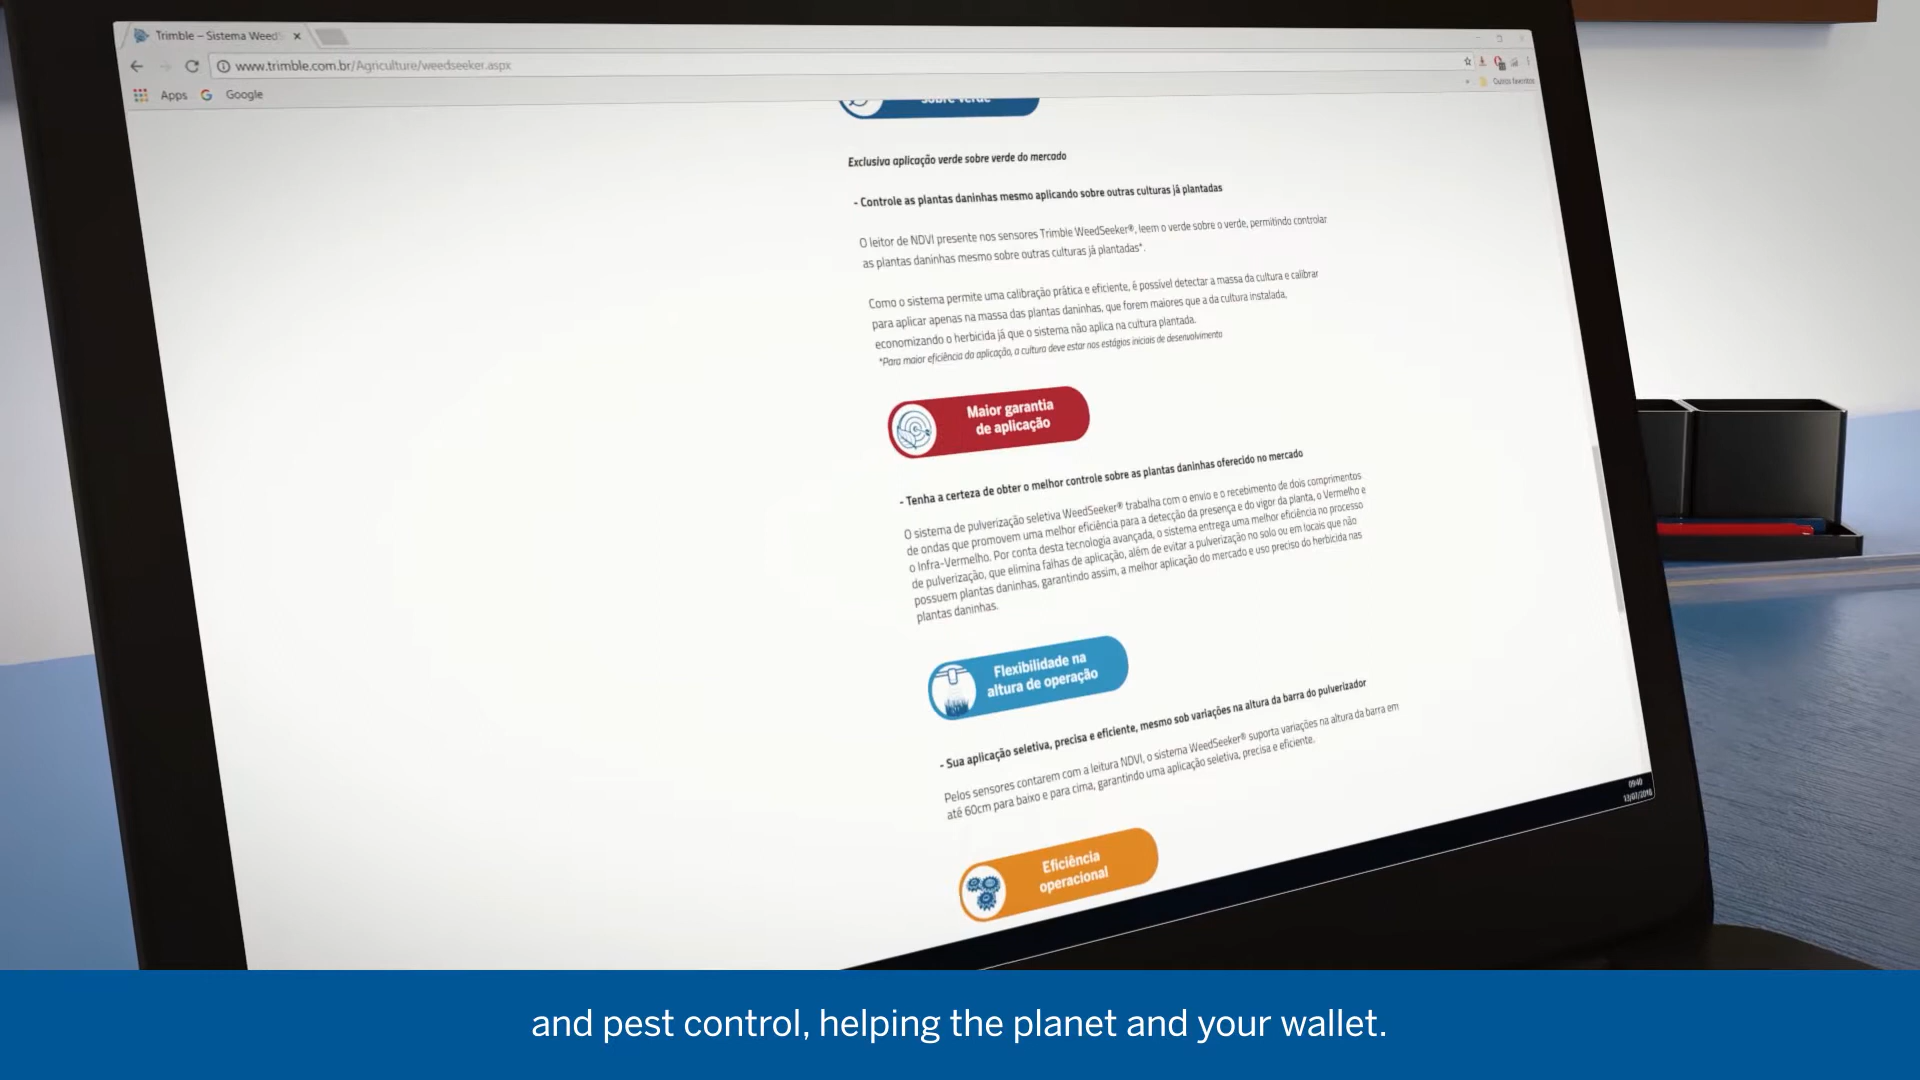 Trimble – Sistema WeedS
www.trimble.com.br/Agriculture/weedseeker.aspx
Apps
Google
Outros favoritos
sobre verde
Exclusiva aplicação verde sobre verde do mercado
- Controle as plantas daninhas mesmo aplicando sobre outras culturas já plantadas
O leitor de NDVI presente nos sensores Trimble WeedSeeker®, leem o verde sobre o verde, permitindo controlar
as plantas daninhas mesmo sobre outras culturas já plantadas*.
Como o sistema permite uma calibração prática e eficiente, é possível detectar a massa da cultura e calibrar
para aplicar apenas na massa das plantas daninhas, que forem maiores que a da cultura instalada,
economizando o herbicida já que o sistema não aplica na cultura plantada.
*Para maior eficiência da aplicação, a cultura deve estar nos estágios iniciais de desenvolvimento
Maior garantia
de aplicação
- Tenha a certeza de obter o melhor controle sobre as plantas daninhas oferecido no mercado
O sistema de pulverização seletiva WeedSeeker® trabalha com o envio e o recebimento de dois comprimentos
de ondas que promovem uma melhor eficiência para a detecção da presença e do vigor da planta, o Vermelho e
o Infra-Vermelho. Por conta desta tecnologia avançada, o sistema entrega uma melhor eficiência no processo
de pulverização, que elimina falhas de aplicação, além de evitar a pulverização no solo ou em locais que não
possuem plantas daninhas, garantindo assim, a melhor aplicação do mercado e uso preciso do herbicida nas
plantas daninhas.
Flexibilidade na
altura de operação
- Sua aplicação seletiva, precisa e eficiente, mesmo sob variações na altura da barra do pulverizador
Pelos sensores contarem com a leitura NDVI, o sistema WeedSeeker® suporta variações na altura da barra em
até 60cm para baixo e para cima, garantindo uma aplicação seletiva, precisa e eficiente.
Eficiência
operacional
09:40
13/07/2016
and pest control, helping the planet and your wallet.